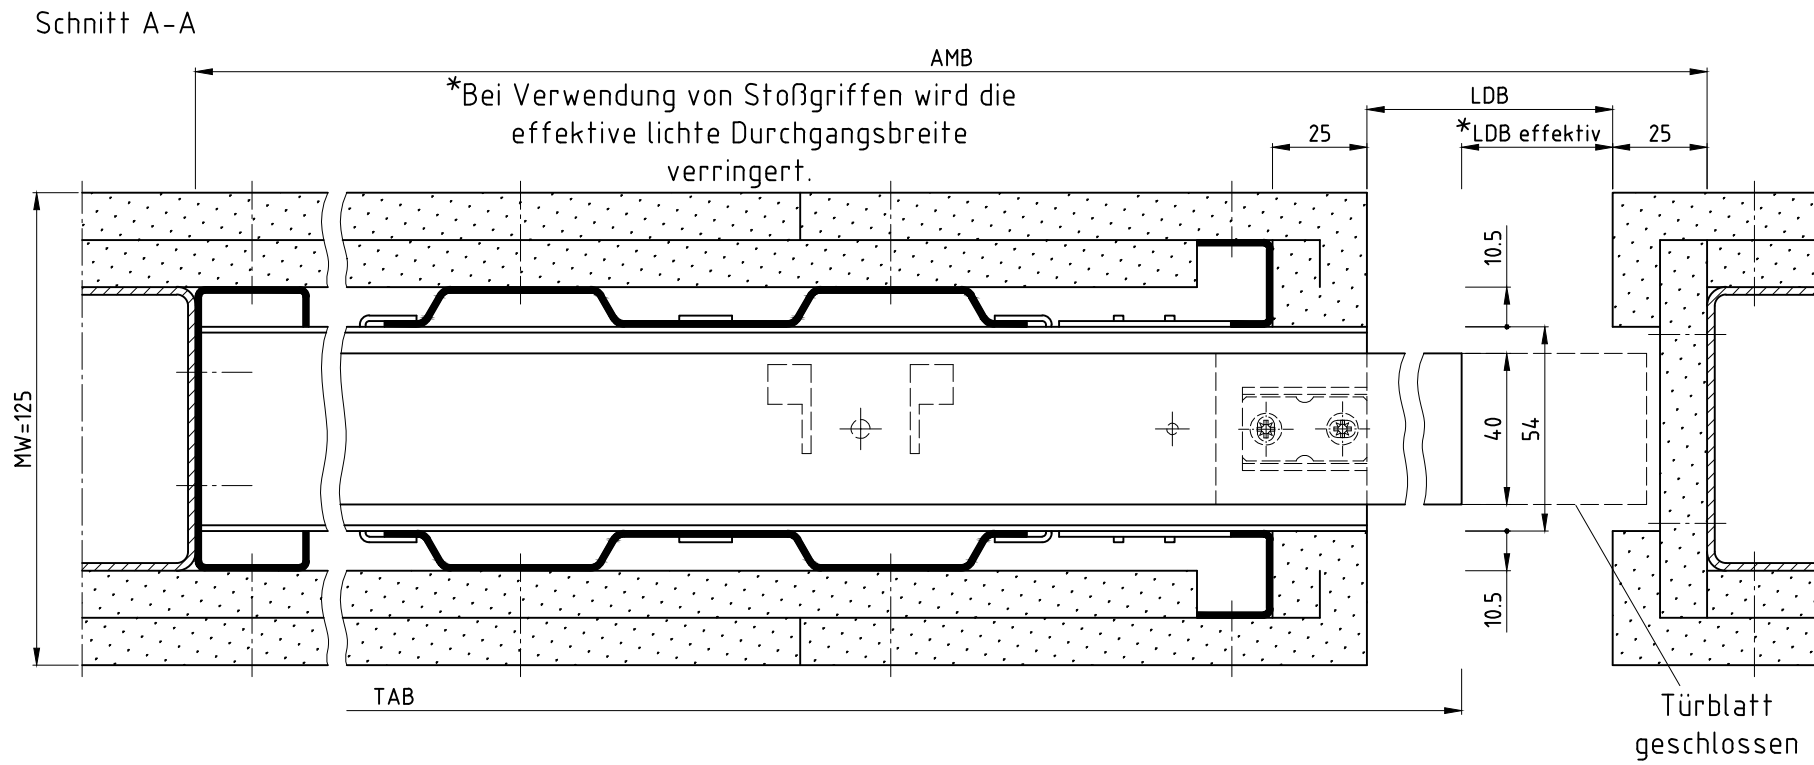 Schnitt A-A
AMB
*Bei Verwendung von Stoßgriffen wird die
effektive lichte Durchgangsbreite
verringert.
LDB
25
*LDB effektiv
25
10.5
MW=125
40
54
10.5
TAB
Türblatt
geschlossen